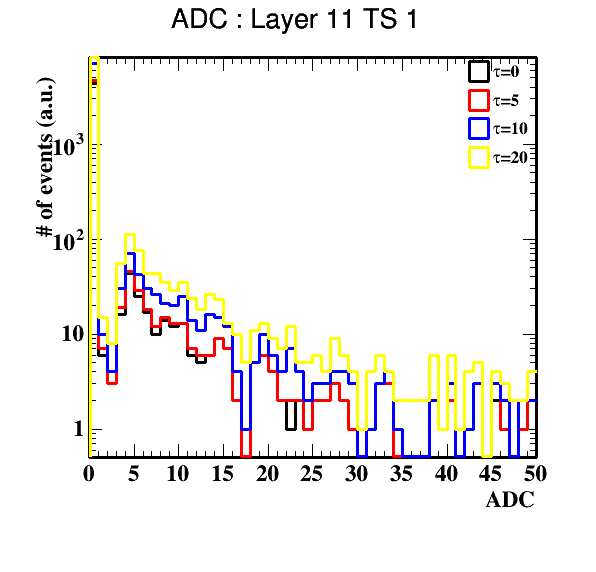 ADC : Layer 11 TS 1
# of events (a.u.)
τ=0
τ=5
τ=10
τ=20
10³
10²
10
1
0 5 10 15 20 25 30 35 40 45 50
ADC